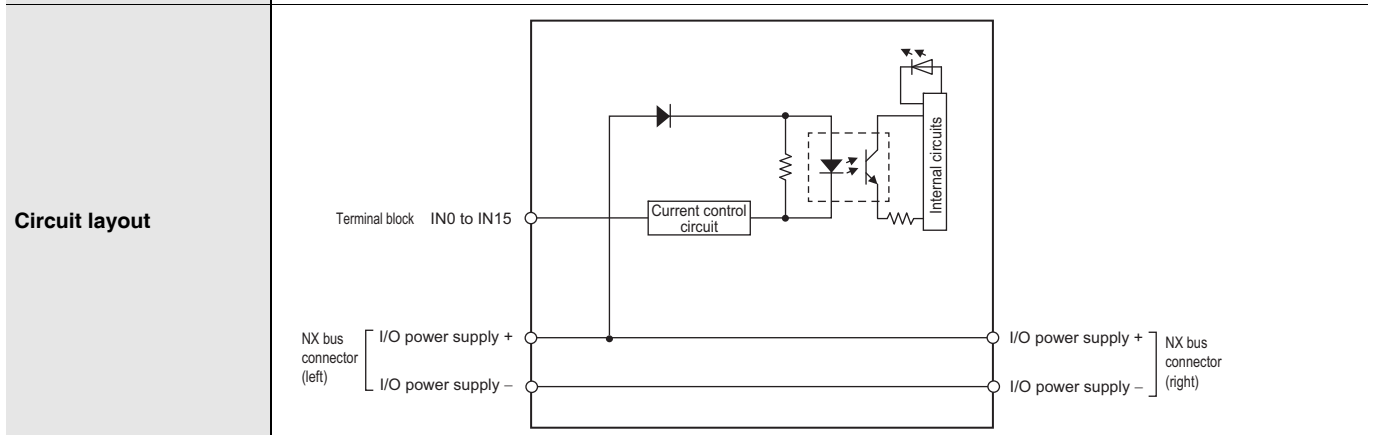 Circuit layout
Terminal block IN0 to IN15
Current control
circuit
Internal circuits
NX bus
connector
(left)
I/O power supply +
I/O power supply −
I/O power supply +
I/O power supply −
NX bus
connector
(right)